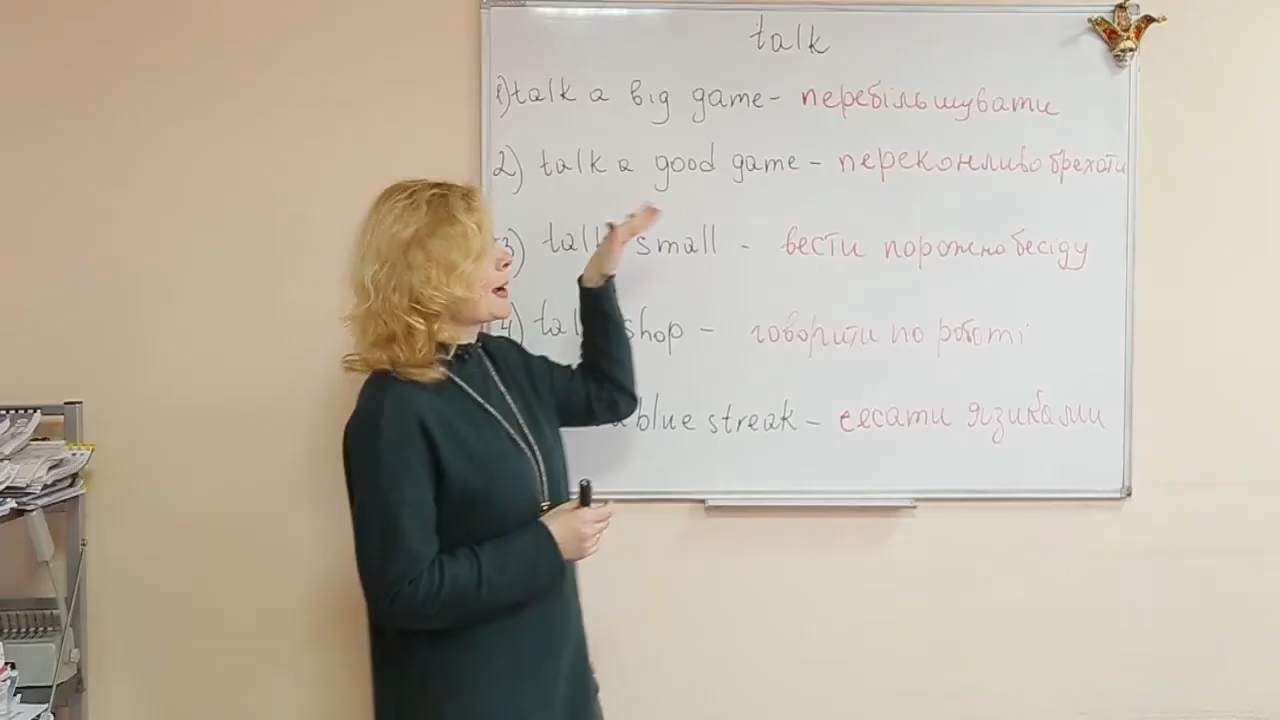 talk
1) talk a big game - перебільшувати
2) talk a good game - переконливо брехати
3) talk small - вести порожню бесіду
4) talk shop - говорити по роботі
a blue streak - чесати язиками